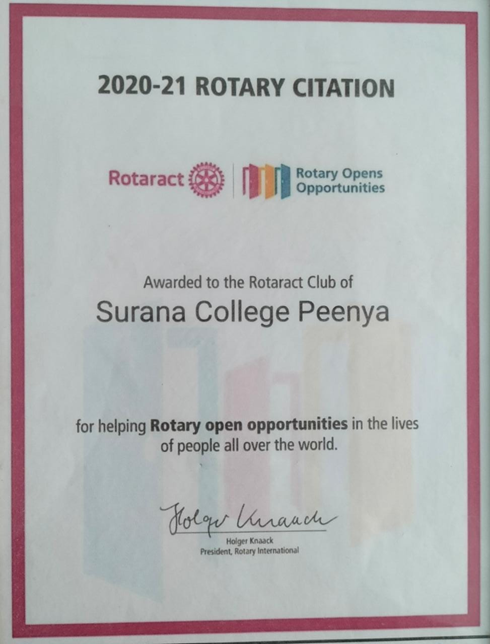 2020-21 ROTARY CITATION
Rotaract
Rotary Opens
Opportunities
Awarded to the Rotaract Club of
Surana College Peenya
for helping Rotary open opportunities in the lives
of people all over the world.
Holger Knaack
Holger Knaack
President, Rotary International